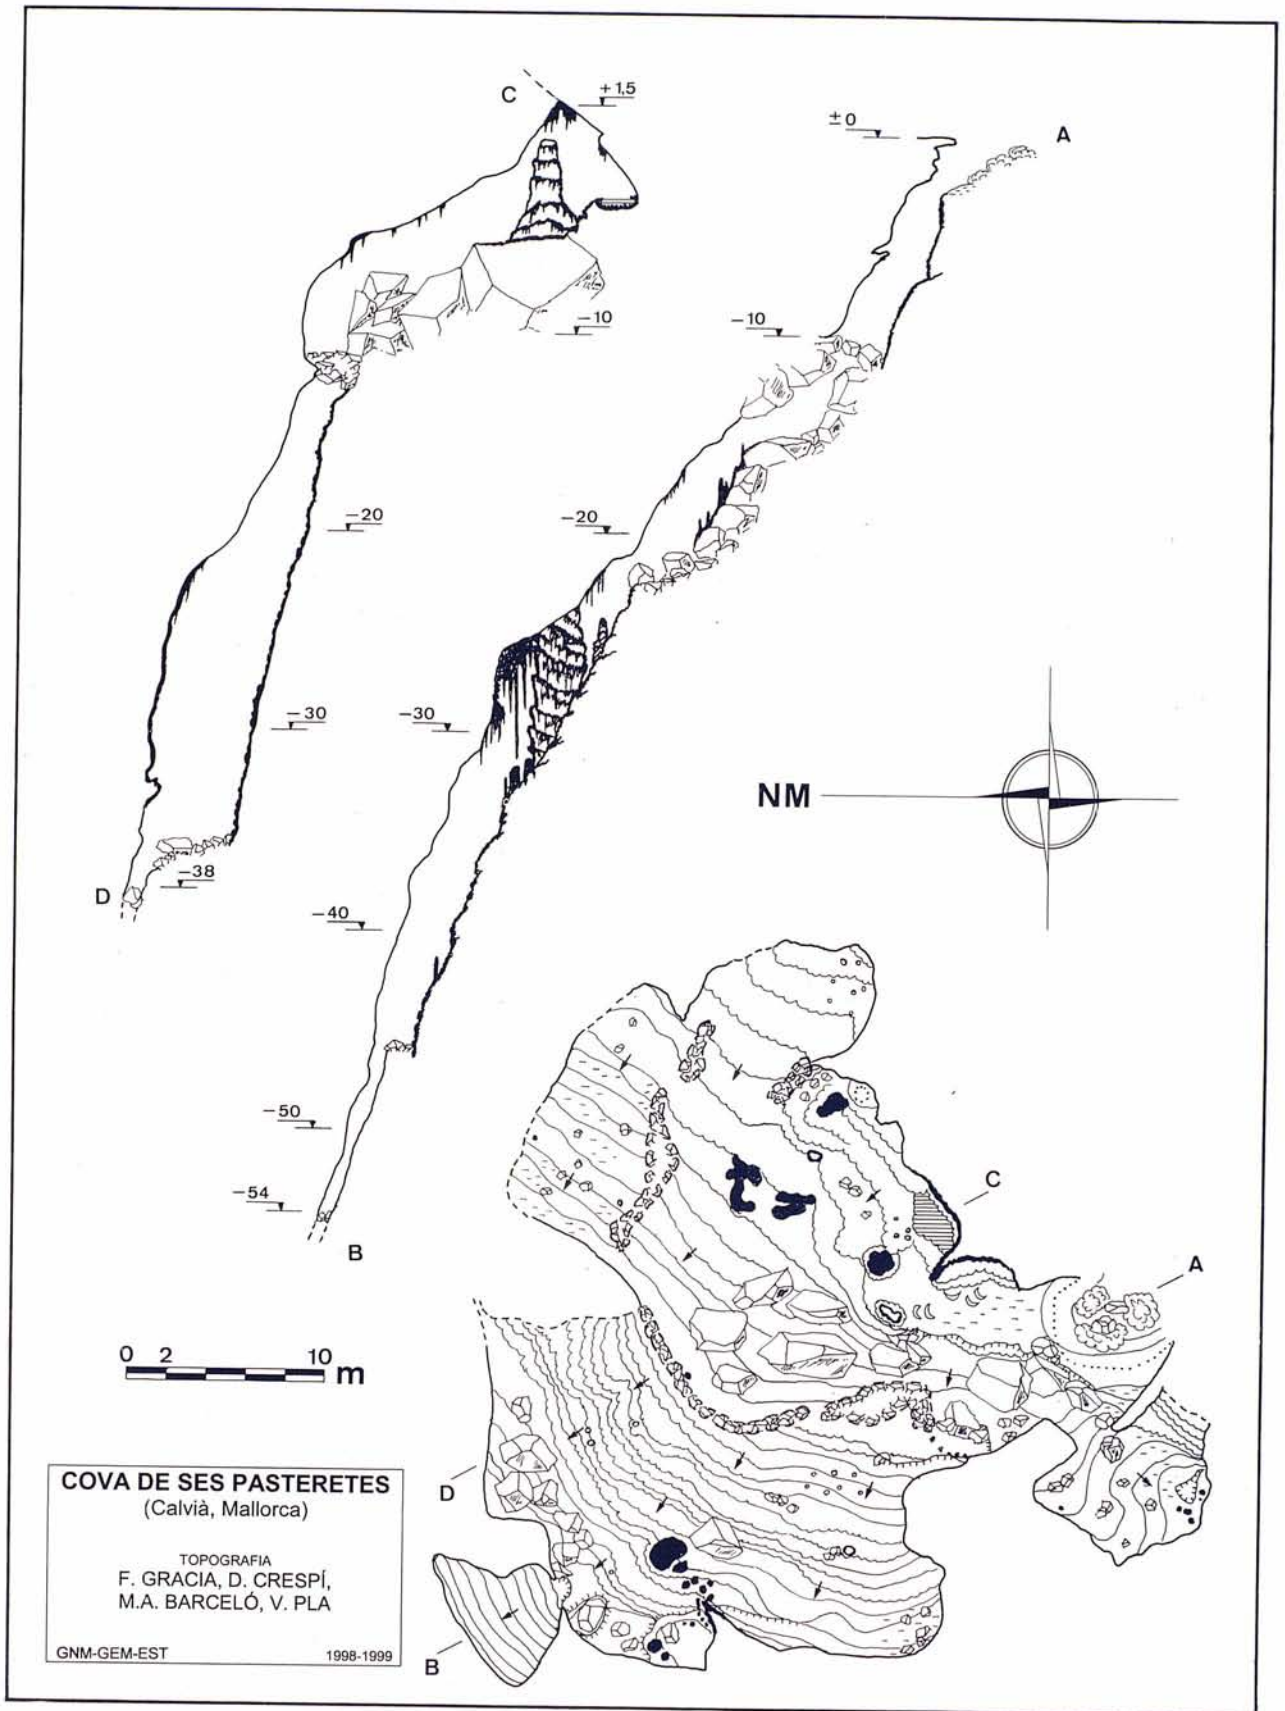 C
+1,5
±0
A
−10
−10
−20
−20
−30
−30
−38
D
−40
−50
−54
B
NM
C
A
0 2 10 m
D
B
COVA DE SES PASTERETES
(Calvià, Mallorca)
TOPOGRAFIA
F. GRACIA, D. CRESPÍ,
M.A. BARCELÓ, V. PLA
GNM-GEM-EST 1998-1999